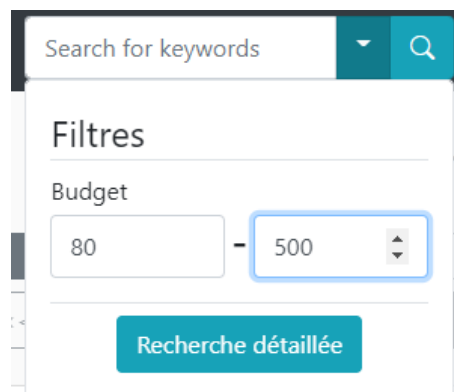 Search for keywords
Filtres
Budget
80 - 500
Recherche détaillée